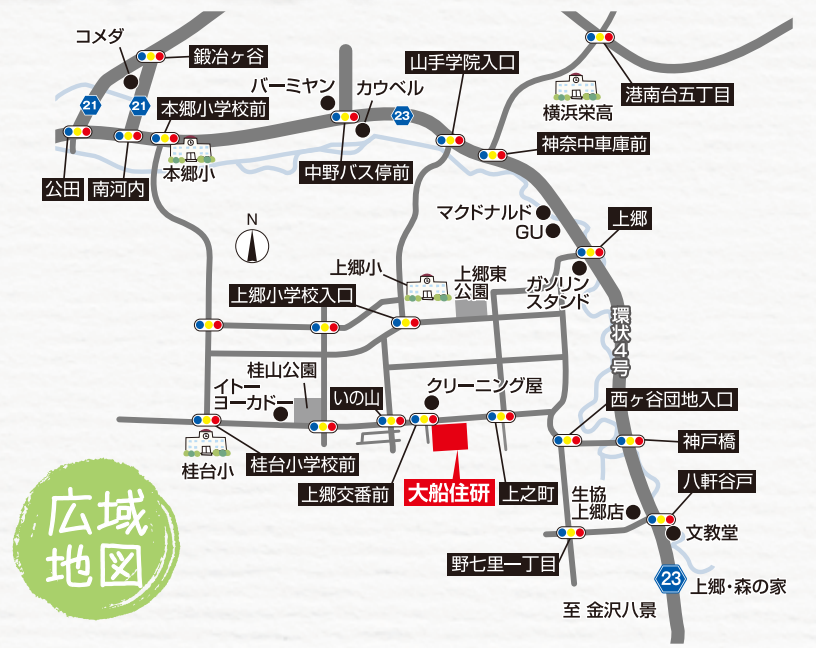 コメダ
鍛冶ヶ谷
21
21
本郷小学校前
公田
南河内
本郷小
バーミヤン
カウベル
23
中野バス停前
山手学院入口
横浜栄高
港南台五丁目
神奈中車庫前
N
マクドナルド
GU
上郷
上郷小
上郷東
公園
ガソリン
スタンド
上郷小学校入口
環状4号
桂山公園
イトー
ヨーカドー
いの山
クリーニング屋
西ヶ谷団地入口
神戸橋
桂台小
桂台小学校前
上郷交番前
大船住研
上之町
生協
上郷店
八軒谷戸
文教堂
野七里一丁目
23
上郷・森の家
至 金沢八景
広域
地図